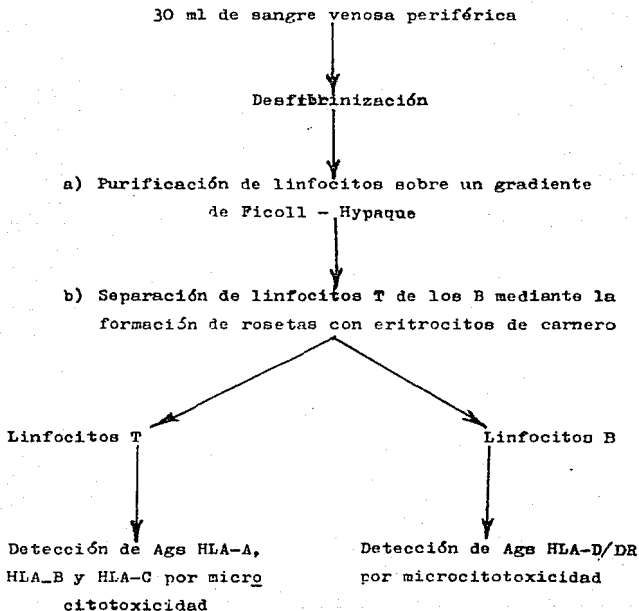 30 ml de sangre venosa periférica
Desfibrinización
a) Purificación de linfocitos sobre un gradiente
de Ficoll - Hypaque
b) Separación de linfocitos T de los B mediante la
formación de rosetas con eritrocitos de carnero
Linfocitos T
Linfocitos B
Detección de Ags HLA-A,
HLA_B y HLA-C por micro
citotoxicidad
Detección de Ags HLA-D/DR
por microcitotoxicidad